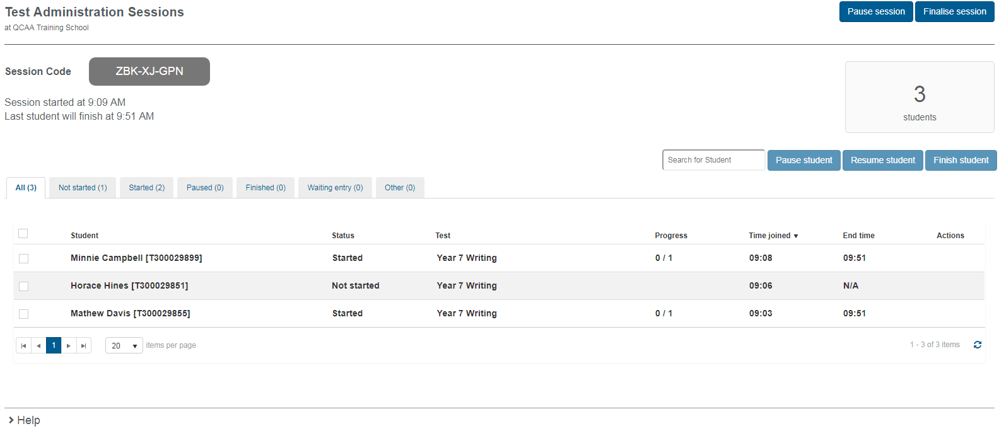 Test Administration Sessions
Pause session Finalise session
at QCAA Training School
Session Code ZBK-XJ-GPN
Session started at 9:09 AM
Last student will finish at 9:51 AM
3
students
Search for Student Pause student Resume student Finish student
All (3) Not started (1) Started (2) Paused (0) Finished (0) Waiting entry (0) Other (0)
Student Status Test Progress Time joined ▼ End time Actions
Minnie Campbell [T300029899] Started Year 7 Writing 0 / 1 09:08 09:51
Horace Hines [T300029851] Not started Year 7 Writing 09:06 N/A
Mathew Davis [T300029855] Started Year 7 Writing 0 / 1 09:03 09:51
1 20 items per page 1 - 3 of 3 items
Help